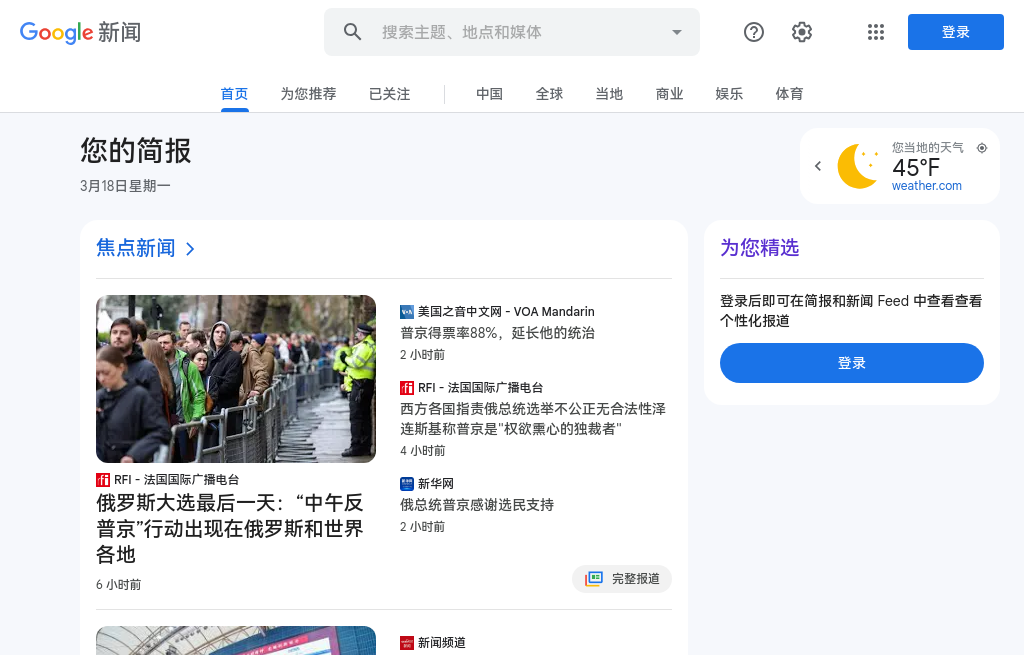 Google 新闻
搜索主题、地点和媒体
登录
首页
为您推荐
已关注
中国
全球
当地
商业
娱乐
体育
您的简报
3月18日星期一
您当地的天气
45°F
weather.com
焦点新闻
RFI - 法国国际广播电台
俄罗斯大选最后一天：“中午反
普京”行动出现在俄罗斯和世界
各地
6 小时前
美国之音中文网 - VOA Mandarin
普京得票率88%，延长他的统治
2 小时前
RFI - 法国国际广播电台
西方各国指责俄总统选举不公正无合法性泽
连斯基称普京是"权欲熏心的独裁者"
4 小时前
新华网
俄总统普京感谢选民支持
2 小时前
完整报道
新闻频道
为您精选
登录后即可在简报和新闻 Feed 中查看查看
个性化报道
登录